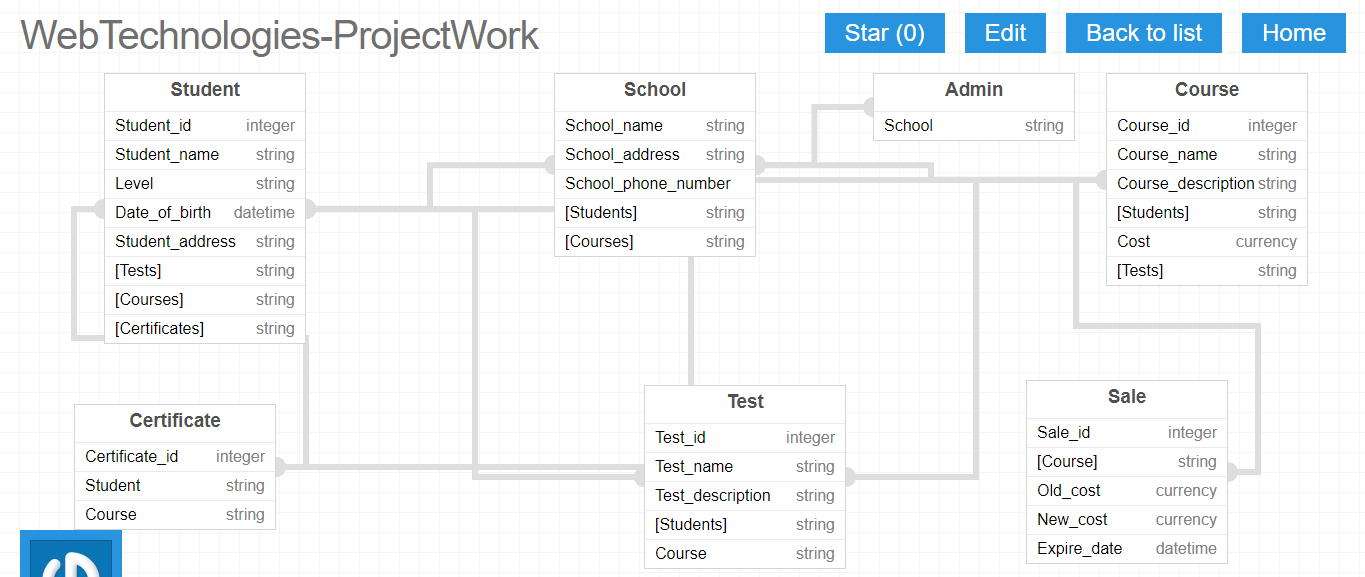 WebTechnologies-ProjectWork
Star (0)
Edit
Back to list
Home
Student
Student_id integer
Student_name string
Level string
Date_of_birth datetime
Student_address string
[Tests] string
[Courses] string
[Certificates] string
School
School_name string
School_address string
School_phone_number
[Students] string
[Courses] string
Admin
School string
Course
Course_id integer
Course_name string
Course_description string
[Students] string
Cost currency
[Tests] string
Certificate
Certificate_id integer
Student string
Course string
Test
Test_id integer
Test_name string
Test_description string
[Students] string
Course string
Sale
Sale_id integer
[Course] string
Old_cost currency
New_cost currency
Expire_date datetime